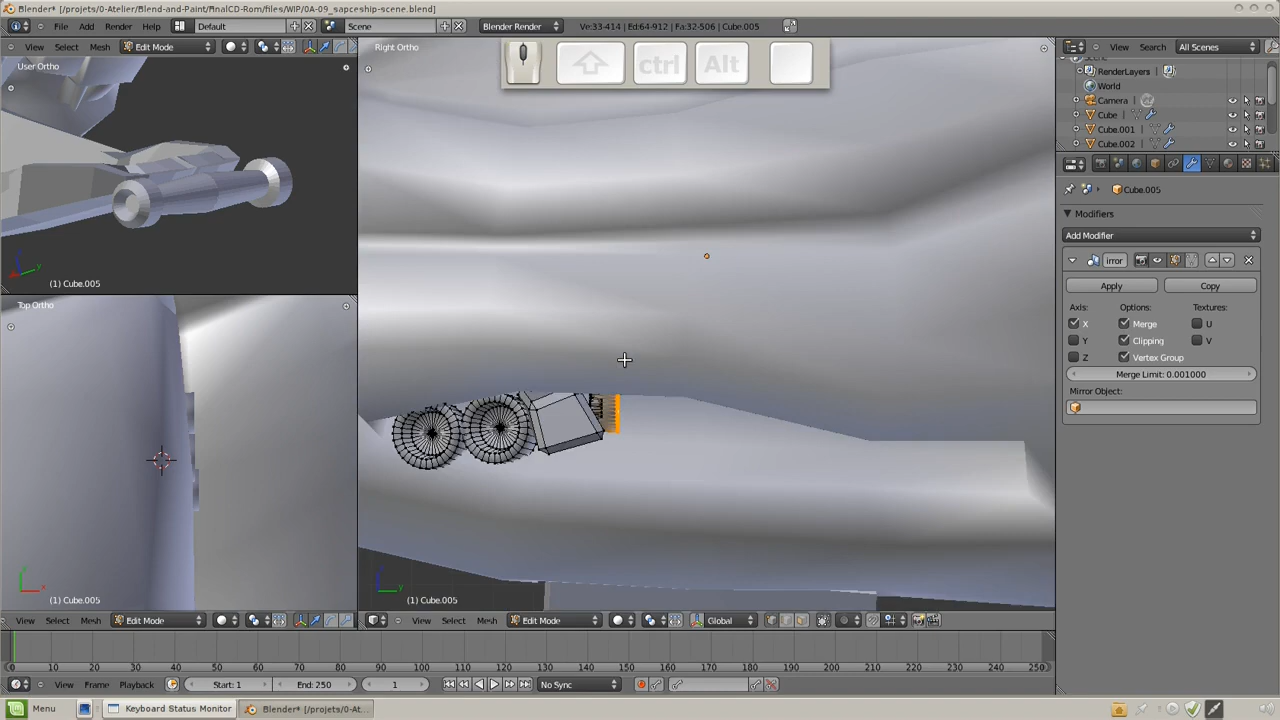 Blender* [/projets/0-Atelier/Blend-and-Paint/finalCD-Rom/files/WIP/0A-09_sapceship-scene.blend]
File Add Render Help Default Scene Blender Render Ve:33-414 | Ed:64-912 | Fa:32-506 | Cube.005
View Select Mesh Edit Mode
View Search All Scenes
User Ortho
Right Ortho
ctrl Alt
RenderLayers
World
Camera
Cube
Cube.001
Cube.002
Cube.005
Modifiers
Add Modifier
irror
Apply Copy
Axis: Options: Textures:
X Merge U
Y Clipping V
Z Vertex Group
Merge Limit: 0.001000
Mirror Object:
(1) Cube.005
Top Ortho
(1) Cube.005
(1) Cube.005
View Select Mesh Edit Mode
View Select Mesh Edit Mode Global
0 10 20 30 40 50 60 70 80 90 100 110 120 130 140 150 160 170 180 190 200 210 220 230 240 250
View Frame Playback Start: 1 End: 250 1 No Sync
Menu Keyboard Status Monitor Blender* [/projets/0-At...